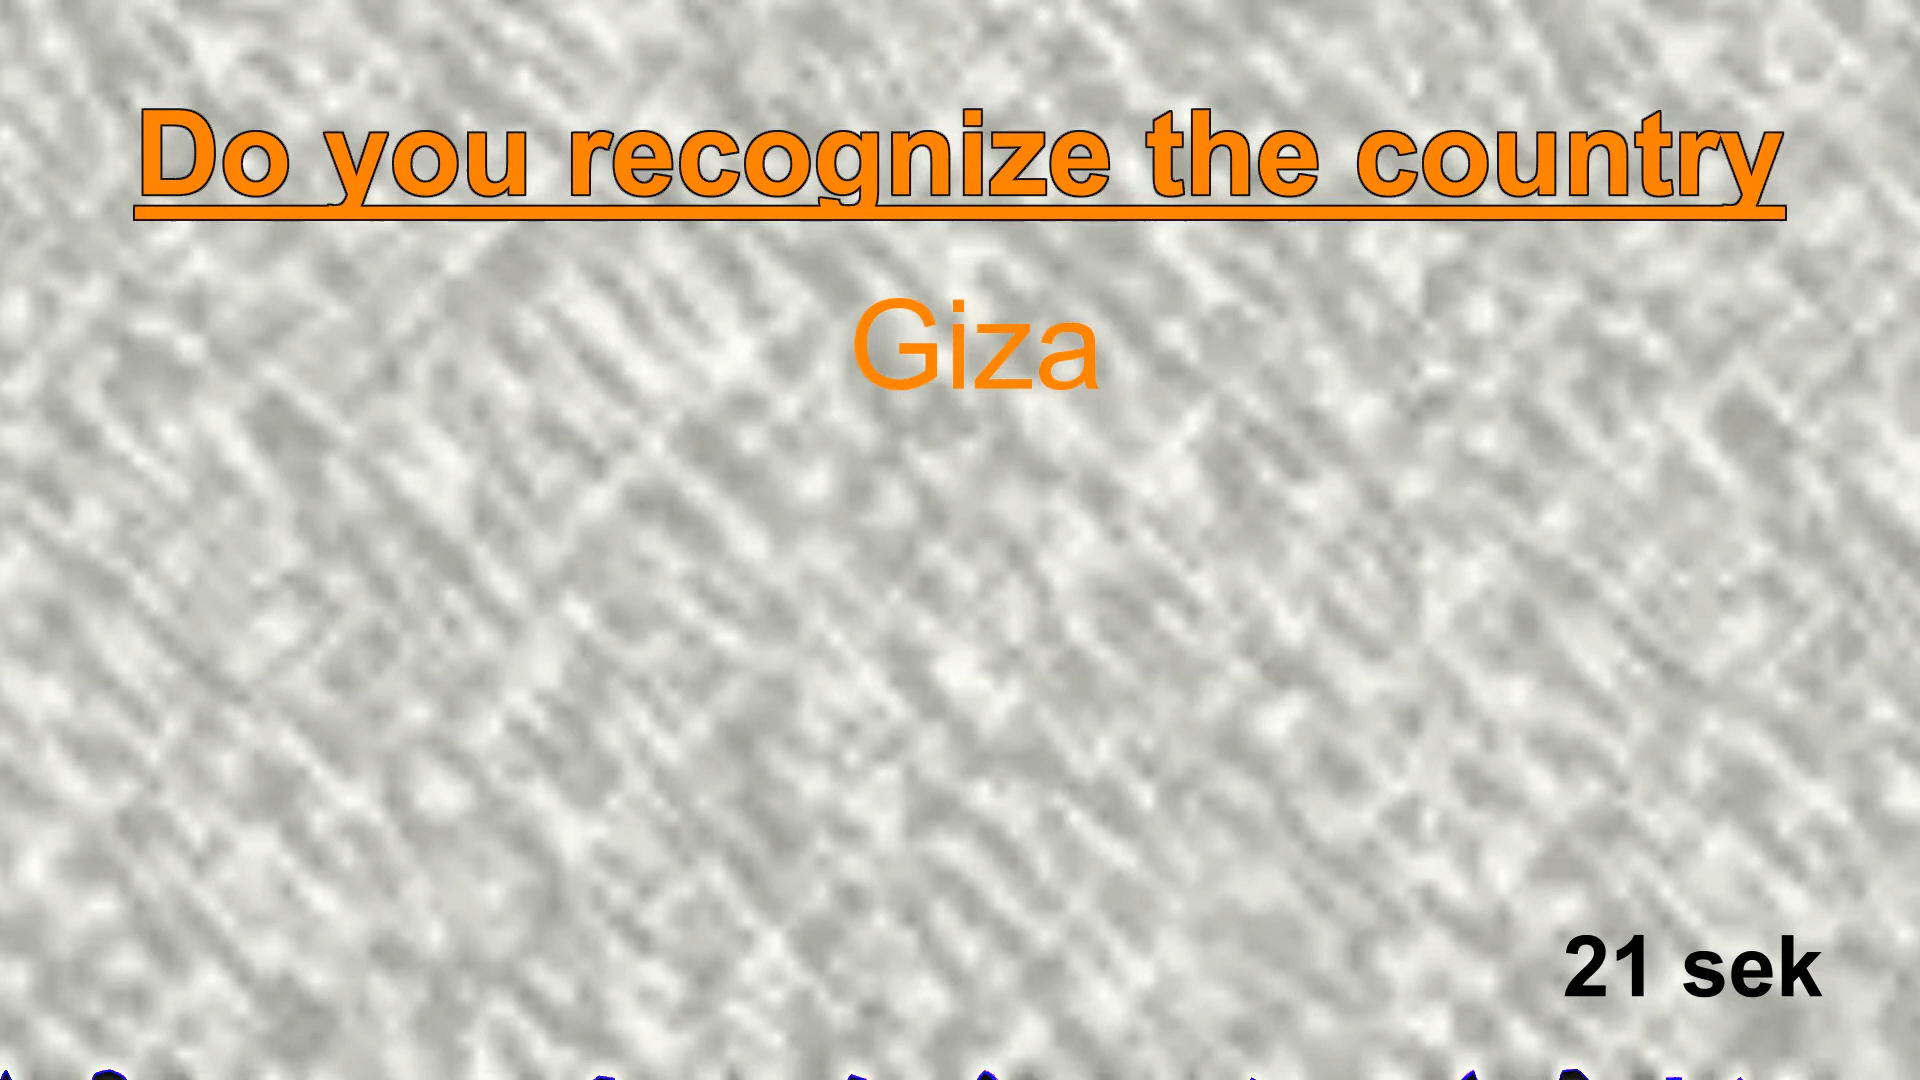 Do you recognize the country
Giza
21 sek